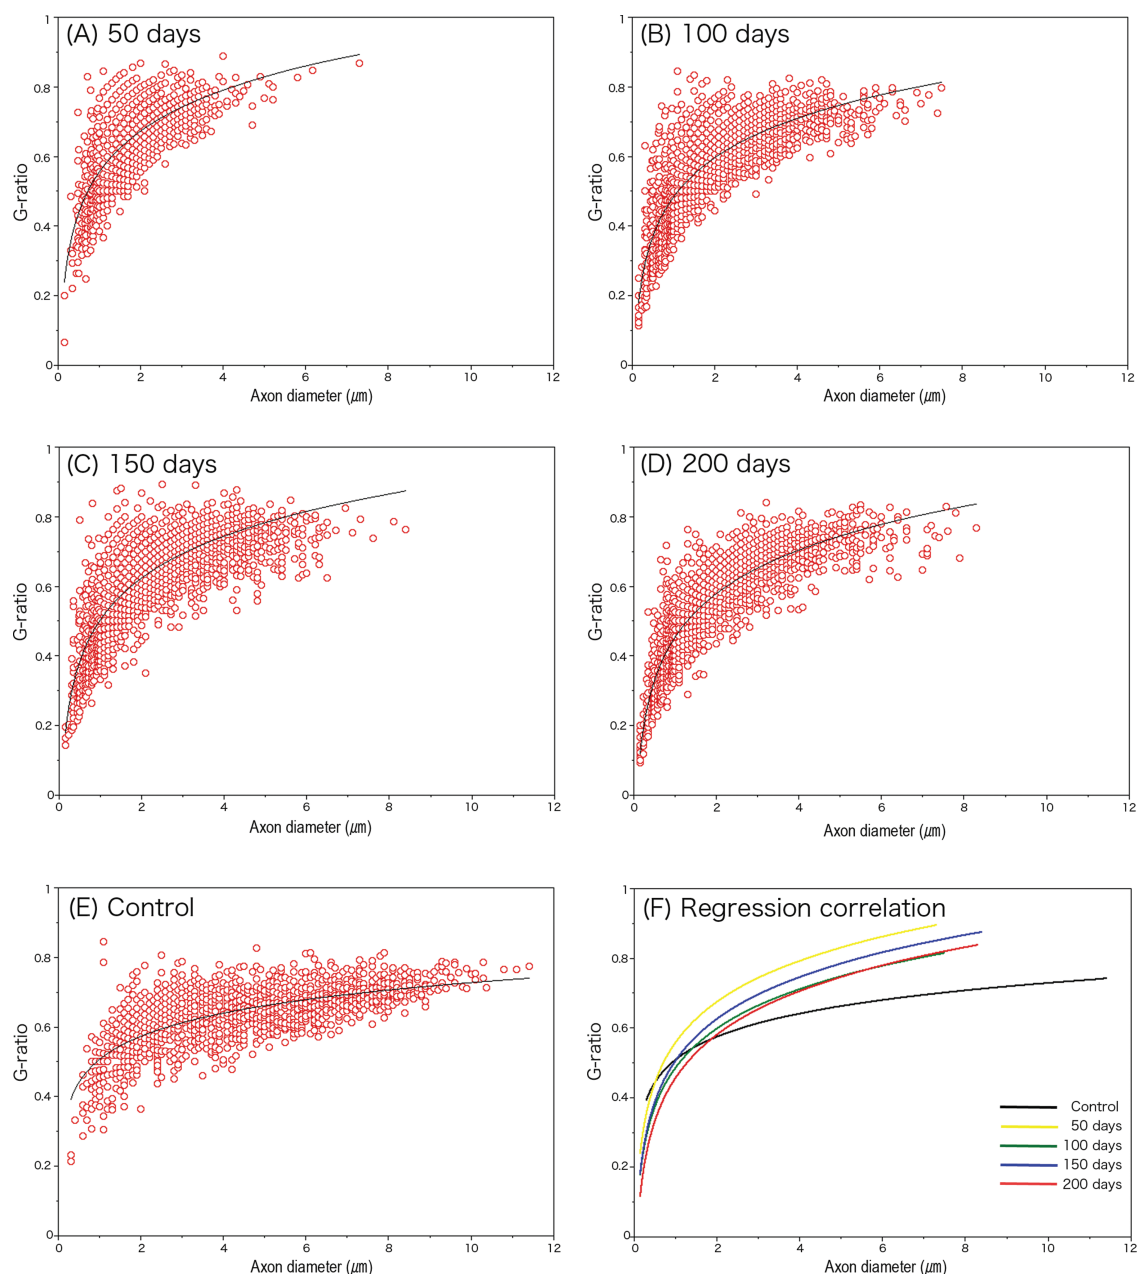 (A) 50 days
1
0.8
0.6
0.4
0.2
0
G-ratio
0 2 4 6 8 10 12
Axon diameter (μm)
(B) 100 days
1
0.8
0.6
0.4
0.2
0
G-ratio
0 2 4 6 8 10 12
Axon diameter (μm)
(C) 150 days
1
0.8
0.6
0.4
0.2
0
G-ratio
0 2 4 6 8 10 12
Axon diameter (μm)
(D) 200 days
1
0.8
0.6
0.4
0.2
0
G-ratio
0 2 4 6 8 10 12
Axon diameter (μm)
(E) Control
1
0.8
0.6
0.4
0.2
0
G-ratio
0 2 4 6 8 10 12
Axon diameter (μm)
(F) Regression correlation
1
0.8
0.6
0.4
0.2
0
G-ratio
Control
50 days
100 days
150 days
200 days
0 2 4 6 8 10 12
Axon diameter (μm)